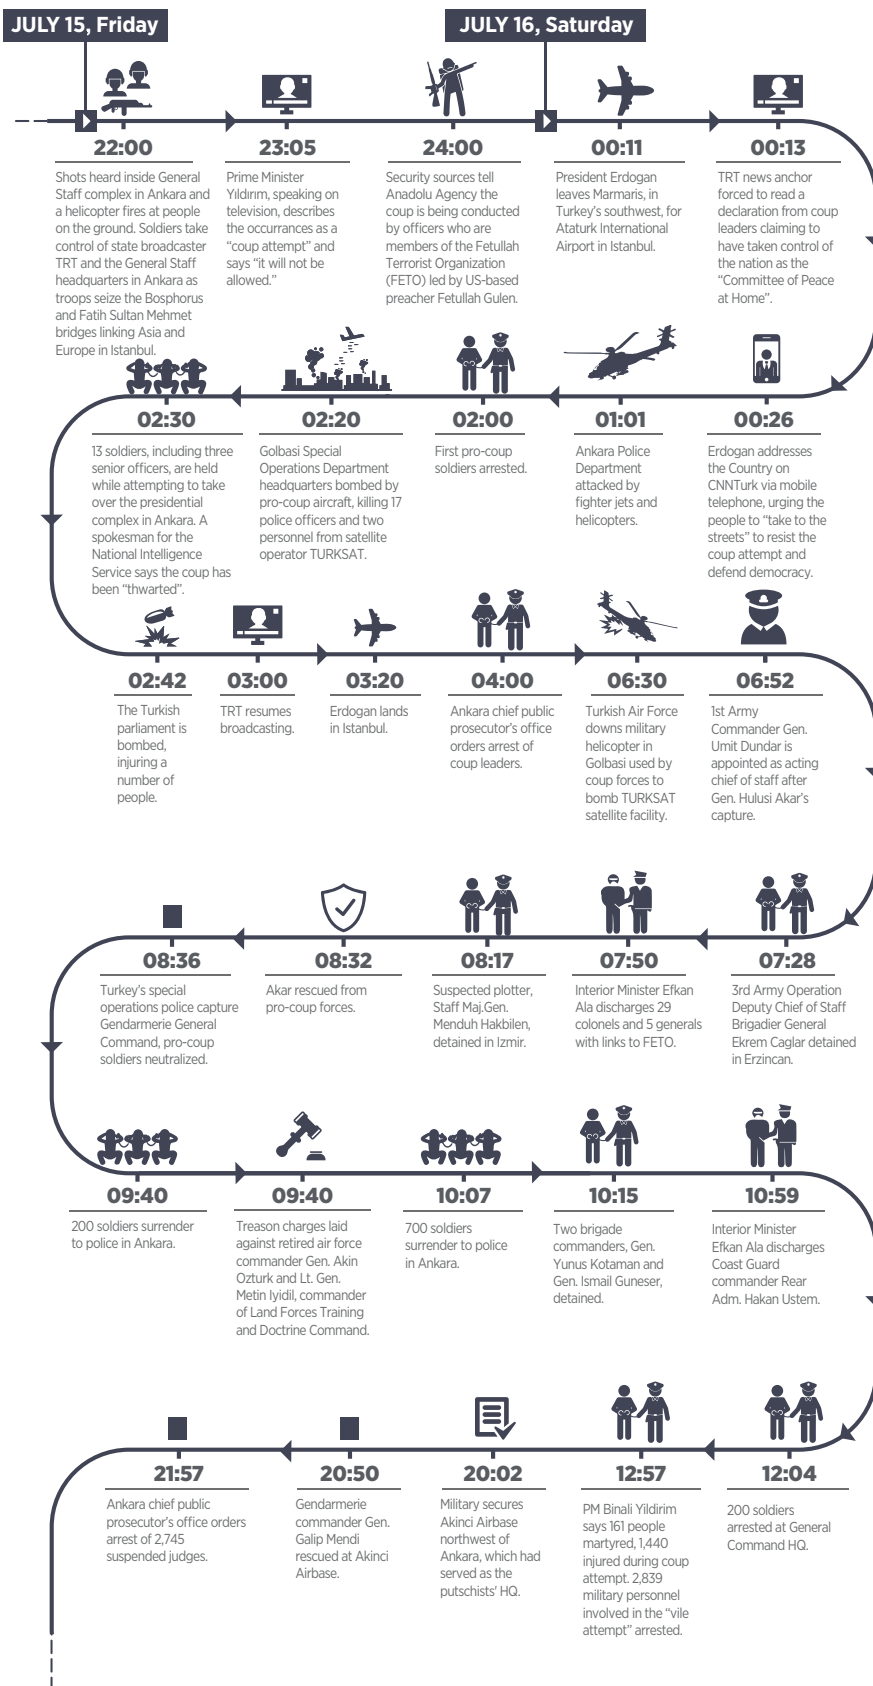 JULY 15, Friday
JULY 16, Saturday
22:00
Shots heard inside General
Staff complex in Ankara and
a helicopter fires at people
on the ground. Soldiers take
control of state broadcaster
TRT and the General Staff
headquarters in Ankara as
troops seize the Bosphorus
and Fatih Sultan Mehmet
bridges linking Asia and
Europe in Istanbul.
23:05
Prime Minister
Yıldırım, speaking on
television, describes
the occurrances as a
“coup attempt” and
says “it will not be
allowed.”
24:00
Security sources tell
Anadolu Agency the
coup is being conducted
by officers who are
members of the Fetullah
Terrorist Organization
(FETO) led by US-based
preacher Fetullah Gulen.
00:11
President Erdogan
leaves Marmaris, in
Turkey's southwest, for
Ataturk International
Airport in Istanbul.
00:13
TRT news anchor
forced to read a
declaration from coup
leaders claiming to
have taken control of
the nation as the
“Committee of Peace
at Home”.
00:26
Erdogan addresses
the Country on
CNNTurk via mobile
telephone, urging the
people to “take to the
streets” to resist the
coup attempt and
defend democracy.
01:01
Ankara Police
Department
attacked by
fighter jets and
helicopters.
02:00
First pro-coup
soldiers arrested.
02:20
Golbasi Special
Operations Department
headquarters bombed by
pro-coup aircraft, killing 17
police officers and two
personnel from satellite
operator TURKSAT.
02:30
13 soldiers, including three
senior officers, are held
while attempting to take
over the presidential
complex in Ankara. A
spokesman for the
National Intelligence
Service says the coup has
been “thwarted”.
02:42
The Turkish
parliament is
bombed,
injuring a
number of
people.
03:00
TRT resumes
broadcasting.
03:20
Erdogan lands
in Istanbul.
04:00
Ankara chief public
prosecutor's office
orders arrest of
coup leaders.
06:30
Turkish Air Force
downs military
helicopter in
Golbasi used by
coup forces to
bomb TURKSAT
satellite facility.
06:52
1st Army
Commander Gen.
Umit Dundar is
appointed as acting
chief of staff after
Gen. Hulusi Akar's
capture.
07:28
3rd Army Operation
Deputy Chief of Staff
Brigadier General
Ekrem Caglar detained
in Erzincan.
07:50
Interior Minister Efkan
Ala discharges 29
colonels and 5 generals
with links to FETO.
08:17
Suspected plotter,
Staff Maj.Gen.
Menduh Hakbilen,
detained in Izmir.
08:32
Akar rescued from
pro-coup forces.
08:36
Turkey's special
operations police capture
Gendarmerie General
Command, pro-coup
soldiers neutralized.
09:40
200 soldiers surrender
to police in Ankara.
09:40
Treason charges laid
against retired air force
commander Gen. Akin
Ozturk and Lt. Gen.
Metin Iyidil, commander
of Land Forces Training
and Doctrine Command.
10:07
700 soldiers
surrender to police
in Ankara.
10:15
Two brigade
commanders, Gen.
Yunus Kotaman and
Gen. Ismail Guneser,
detained.
10:59
Interior Minister
Efkan Ala discharges
Coast Guard
commander Rear
Adm. Hakan Ustem.
12:04
200 soldiers
arrested at General
Command HQ.
12:57
PM Binali Yildirim
says 161 people
martyred, 1,440
injured during coup
attempt. 2,839
military personnel
involved in the “vile
attempt” arrested.
20:02
Military secures
Akinci Airbase
northwest of
Ankara, which had
served as the
putschists' HQ.
20:50
Gendarmerie
commander Gen.
Galip Mendi
rescued at Akinci
Airbase.
21:57
Ankara chief public
prosecutor's office orders
arrest of 2,745
suspended judges.